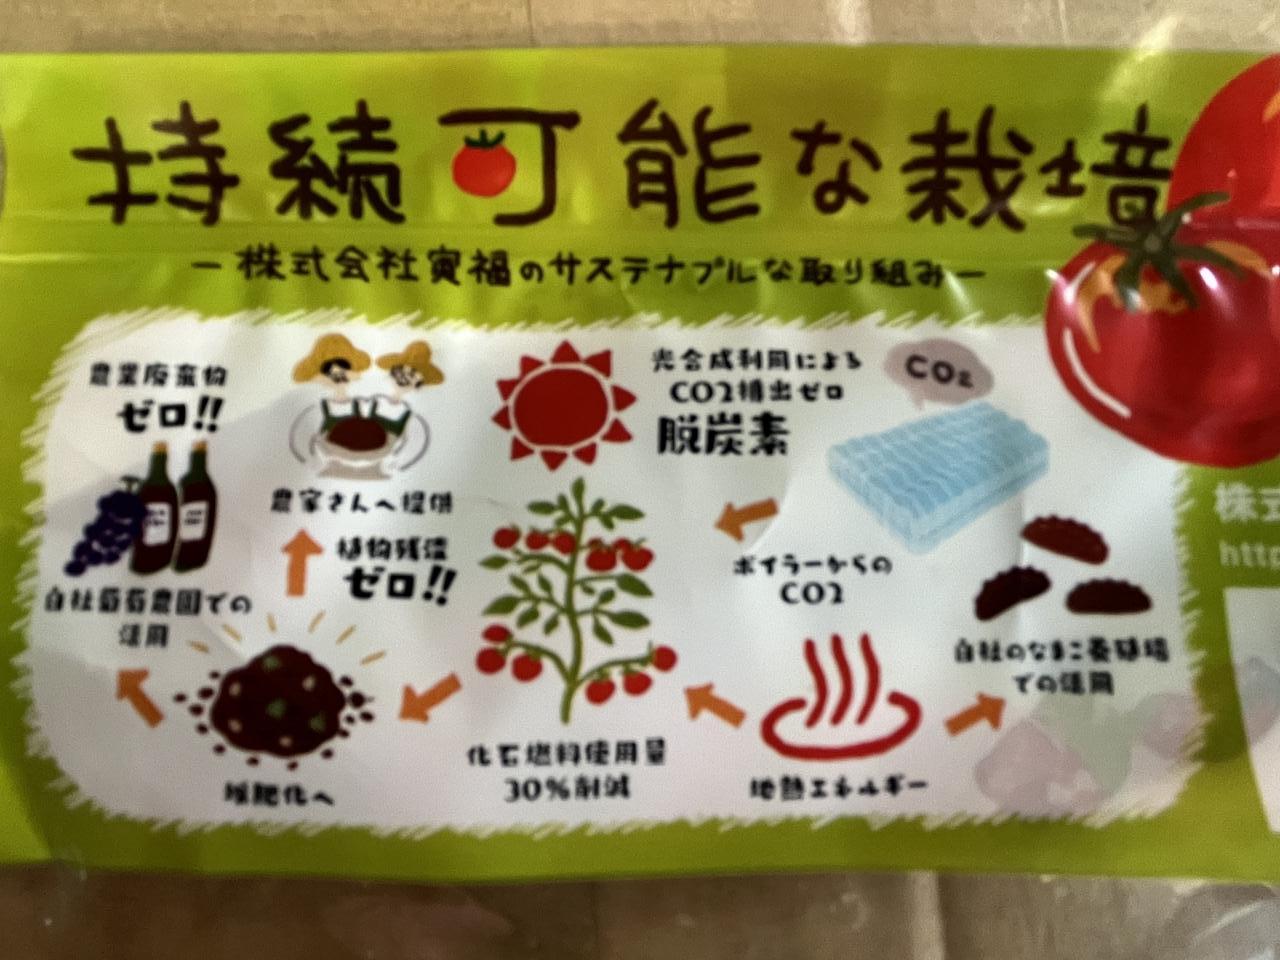 持続可能な栽培
ー株式会社寅福のサステナブルな取り組みー
農業廃棄物
ゼロ!!
農家さんへ提供
植物残渣
ゼロ!!
自社葡萄農園での
活用
堆肥化へ
光合成利用による
CO2排出ゼロ
脱炭素
CO2
ボイラーからの
CO2
化石燃料使用量
30%削減
地熱エネルギー
自社のなまこ養殖場
での活用
株式
http